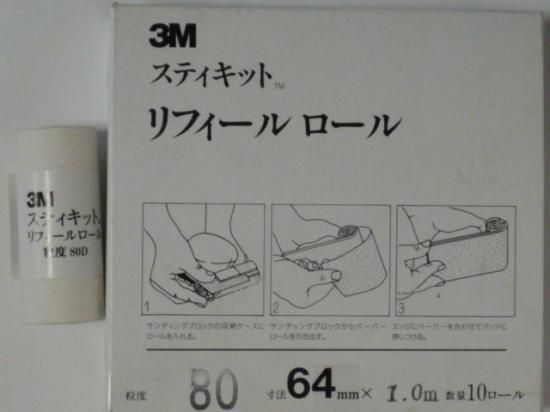 3M
スティキット™
リフィール ロール
3M
スティキット
リフィールロール
粒度 80D
1
2
3
サンディングブロックの収納ケースに
ロールを入れる。
サンディングブロックからペーパー
ロールを引き出す。
エッジにペーパーを合わせてパッドに
押しつける。
粒度 80 寸法 64mm× 1.0m 数量10ロール